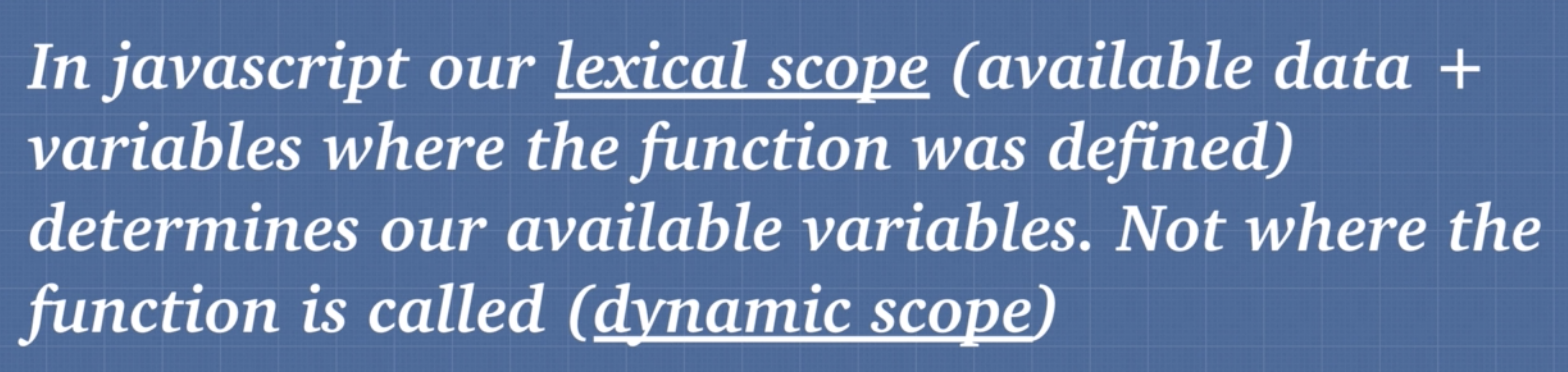 In javascript our lexical scope (available data +
variables where the function was defined)
determines our available variables. Not where the
function is called (dynamic scope)